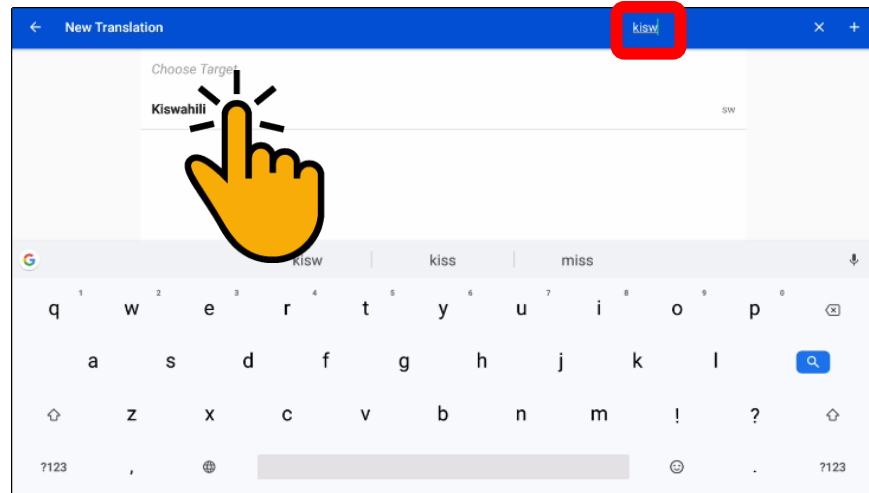 New Translation kisw
Choose Target
Kiswahili sw
kisw kiss miss
1 2 3 4 5 6 7 8 9 0
q w e r t y u i o p
a s d f g h j k l
z x c v b n m ! ?
?123 , . ?123